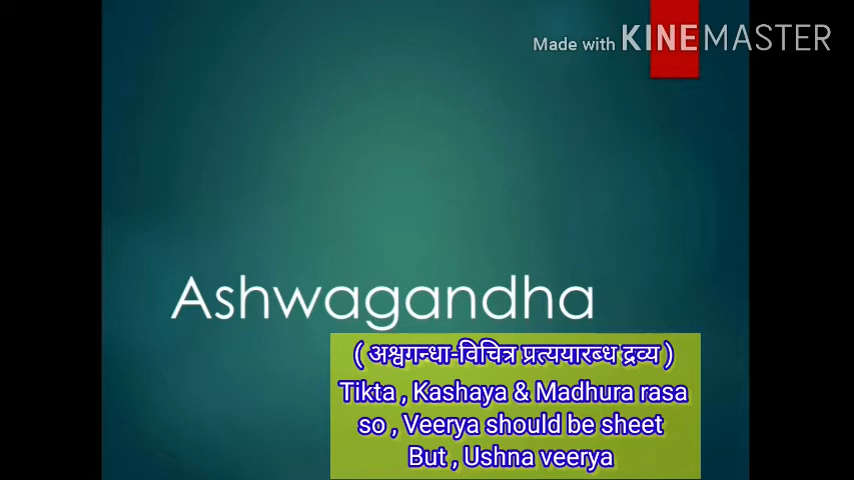 Made with KINEMASTER
Ashwagandha
( अश्वगन्धा-विचित्र प्रत्ययारब्ध द्रव्य )
Tikta , Kashaya & Madhura rasa
so , Veerya should be sheet
But , Ushna veerya